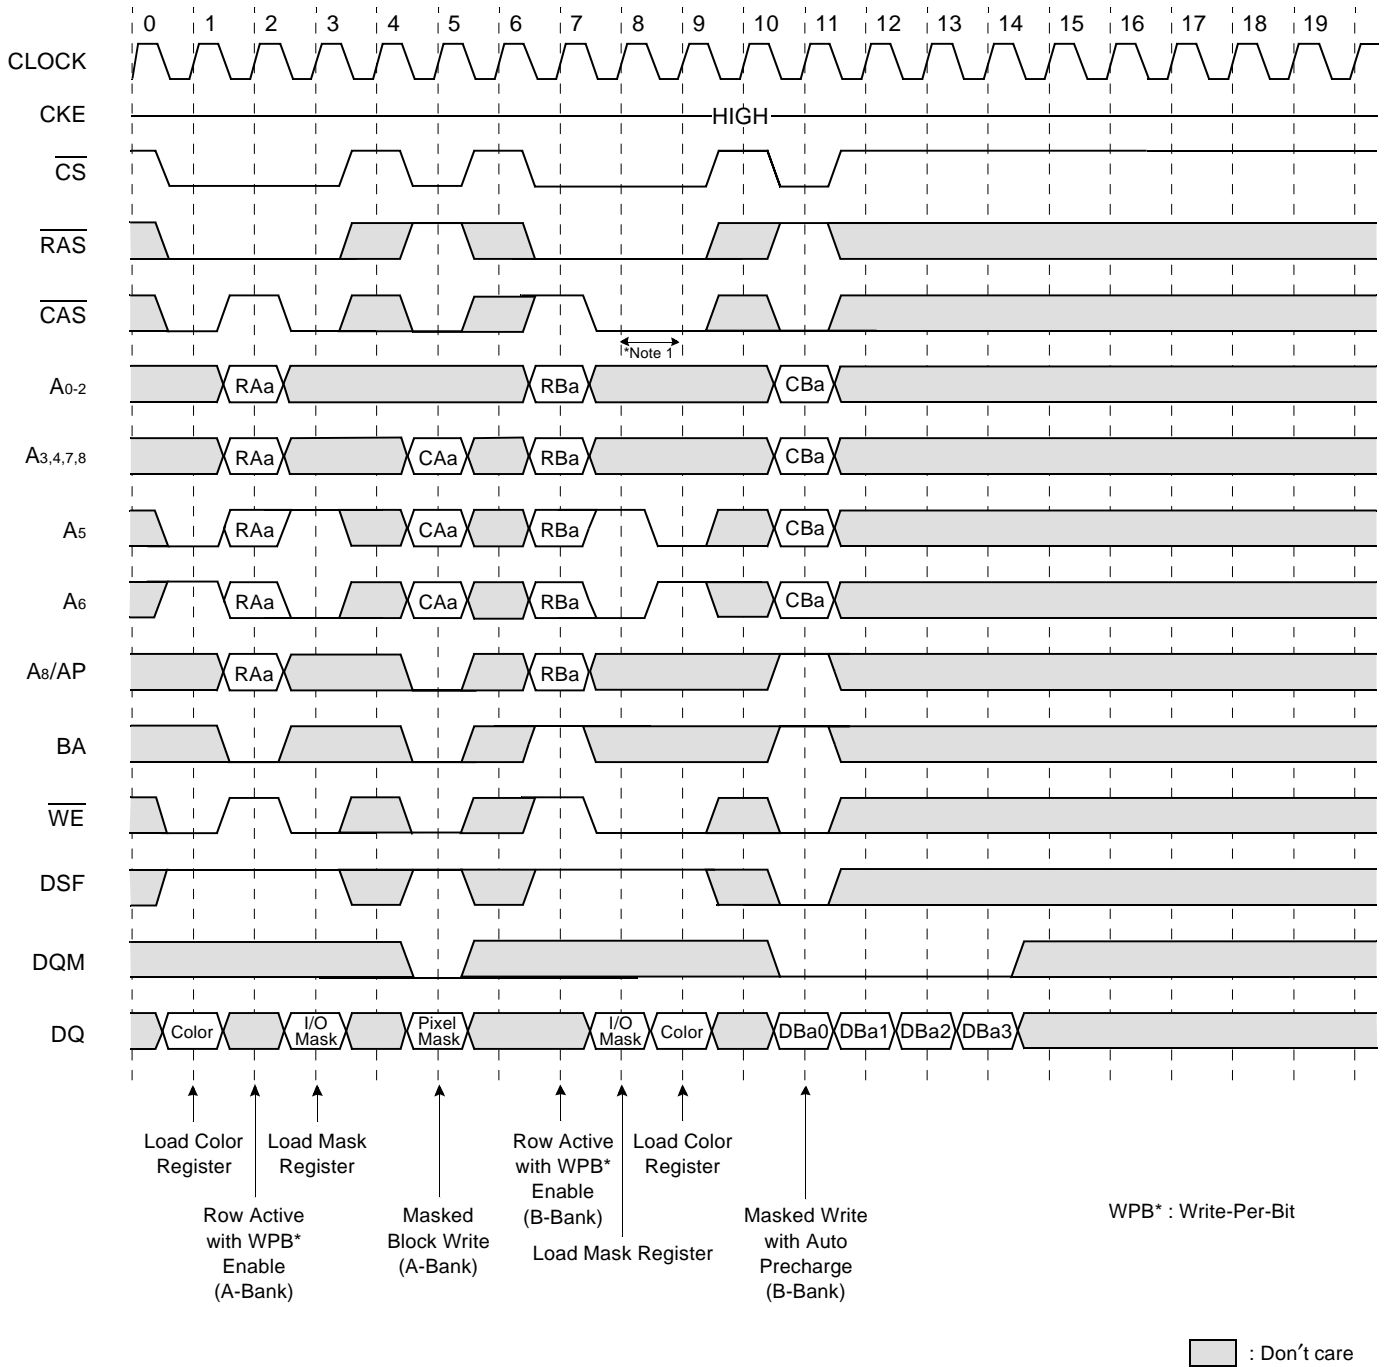 0 1 2 3 4 5 6 7 8 9 10 11 12 13 14 15 16 17 18 19
CLOCK
CKE HIGH
CS
RAS
CAS
*Note 1
A0-2 RAa RBa CBa
A3,4,7,8 RAa CAa RBa CBa
A5 RAa CAa RBa CBa
A6 RAa CAa RBa CBa
A8/AP RAa RBa
BA
WE
DSF
DQM
DQ Color I/O Mask Pixel Mask I/O Mask Color DBa0 DBa1 DBa2 DBa3
Load Color
Register
Load Mask
Register
Row Active
with WPB*
Enable
(B-Bank)
Load Color
Register
Row Active
with WPB*
Enable
(A-Bank)
Masked
Block Write
(A-Bank)
Load Mask Register
Masked Write
with Auto
Precharge
(B-Bank)
WPB* : Write-Per-Bit
: Don't care